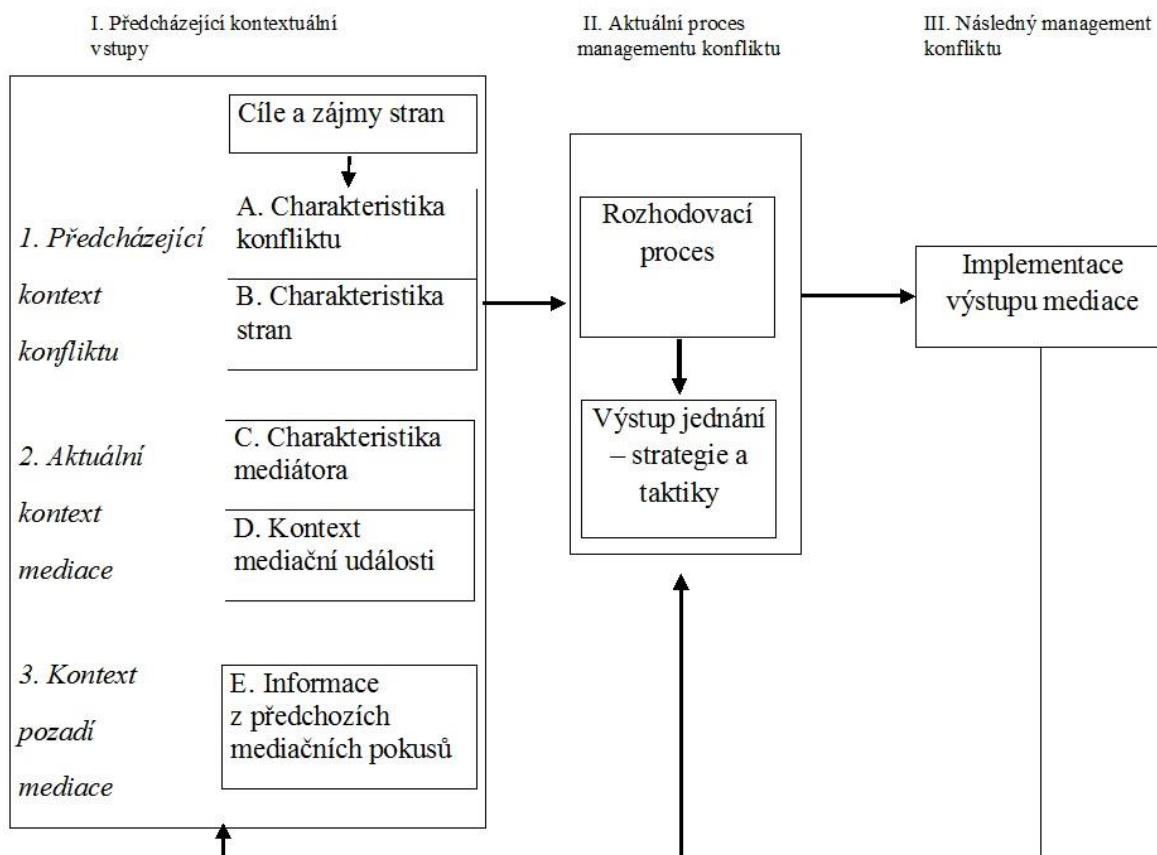 I. Předcházející kontextuální
vstupy
II. Aktuální proces
managementu konfliktu
III. Následný management
konfliktu
Cíle a zájmy stran
1. Předcházející
kontext
konfliktu
A. Charakteristika
konfliktu
B. Charakteristika
stran
2. Aktuální
kontext
mediace
C. Charakteristika
mediátora
D. Kontext
mediační události
3. Kontext
pozadí
mediace
E. Informace
z předchozích
mediačních pokusů
Rozhodovací
proces
Výstup jednání
– strategie a
taktiky
Implementace
výstupu mediace